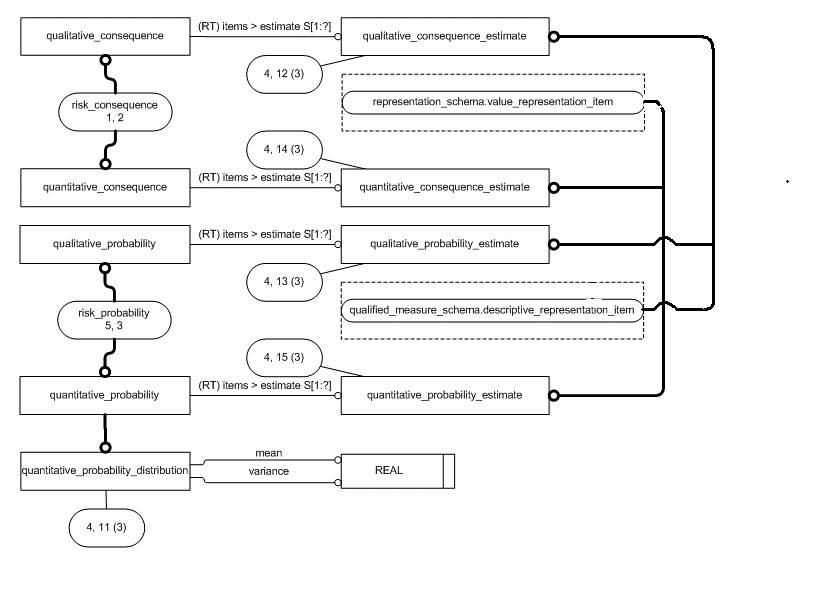 qualitative_consequence
(RT) items > estimate S[1:?]
qualitative_consequence_estimate
4, 12 (3)
risk_consequence
1, 2
representation_schema.value_representation_item
4, 14 (3)
quantitative_consequence
(RT) items > estimate S[1:?]
quantitative_consequence_estimate
qualitative_probability
(RT) items > estimate S[1:?]
qualitative_probability_estimate
4, 13 (3)
risk_probability
5, 3
qualified_measure_schema.descriptive_representation_item
4, 15 (3)
quantitative_probability
(RT) items > estimate S[1:?]
quantitative_probability_estimate
quantitative_probability_distribution
mean
variance
REAL
4, 11 (3)